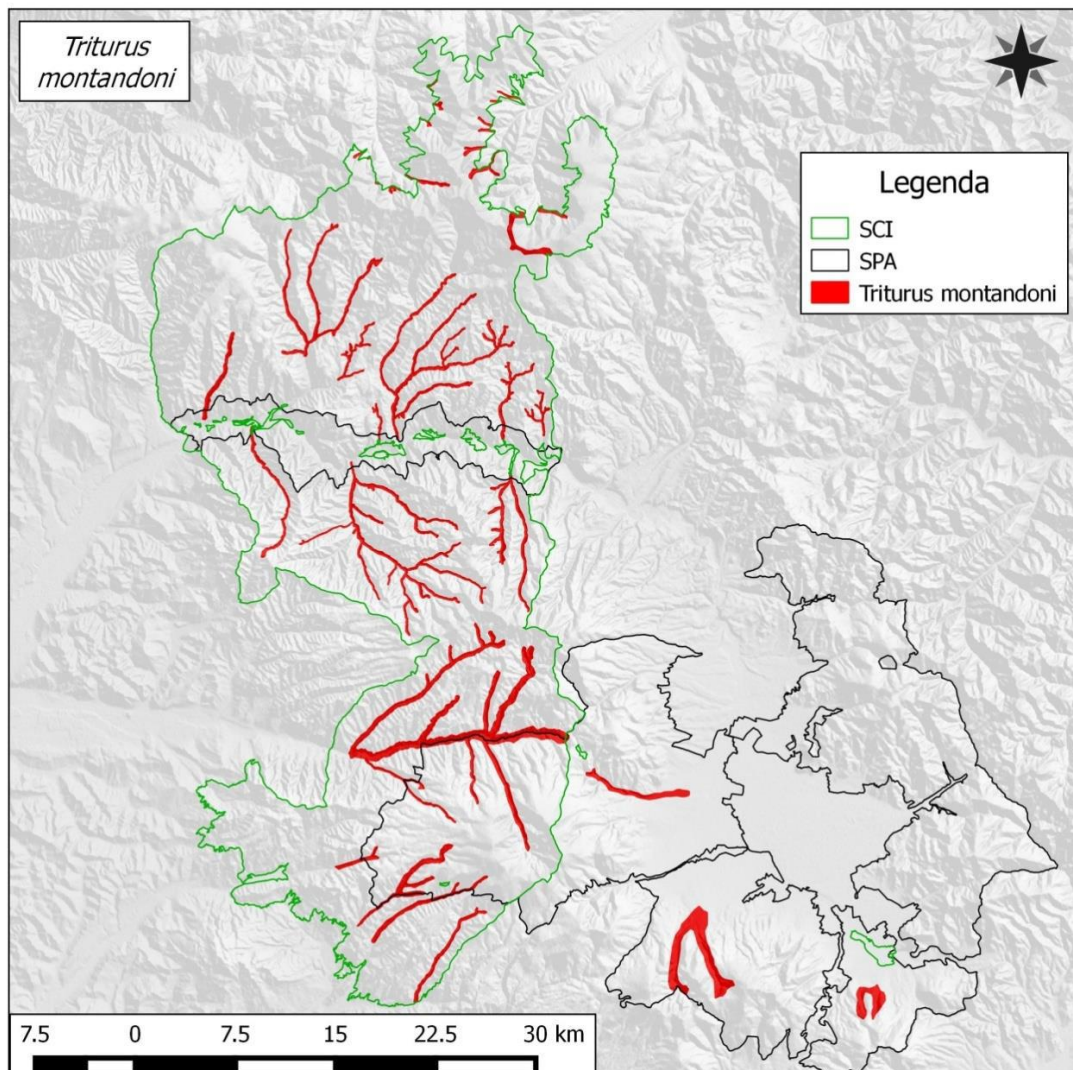 Triturus
montandoni
Legenda
SCI
SPA
Triturus montandoni
7.5 0 7.5 15 22.5 30 km